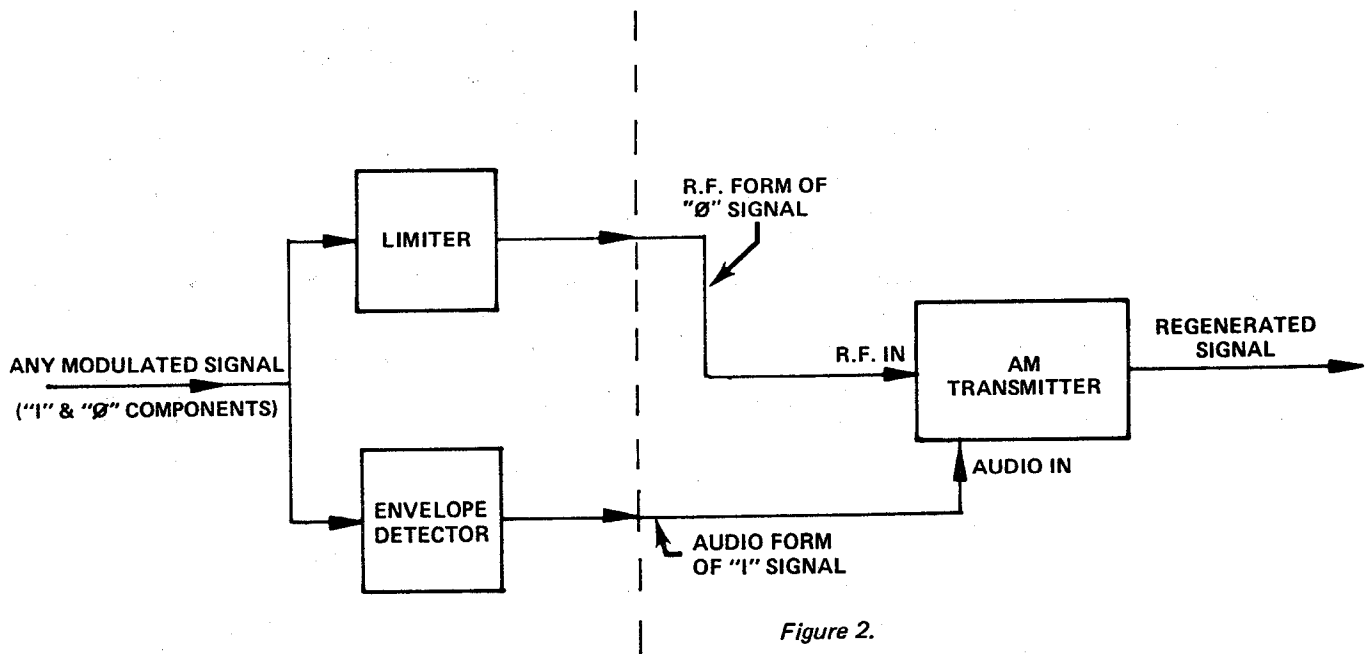 R.F. FORM OF
"Ø" SIGNAL
LIMITER
ANY MODULATED SIGNAL
("I" & "Ø" COMPONENTS)
R.F. IN
AM
TRANSMITTER
REGENERATED
SIGNAL
AUDIO IN
ENVELOPE
DETECTOR
AUDIO FORM
OF "I" SIGNAL
Figure 2.